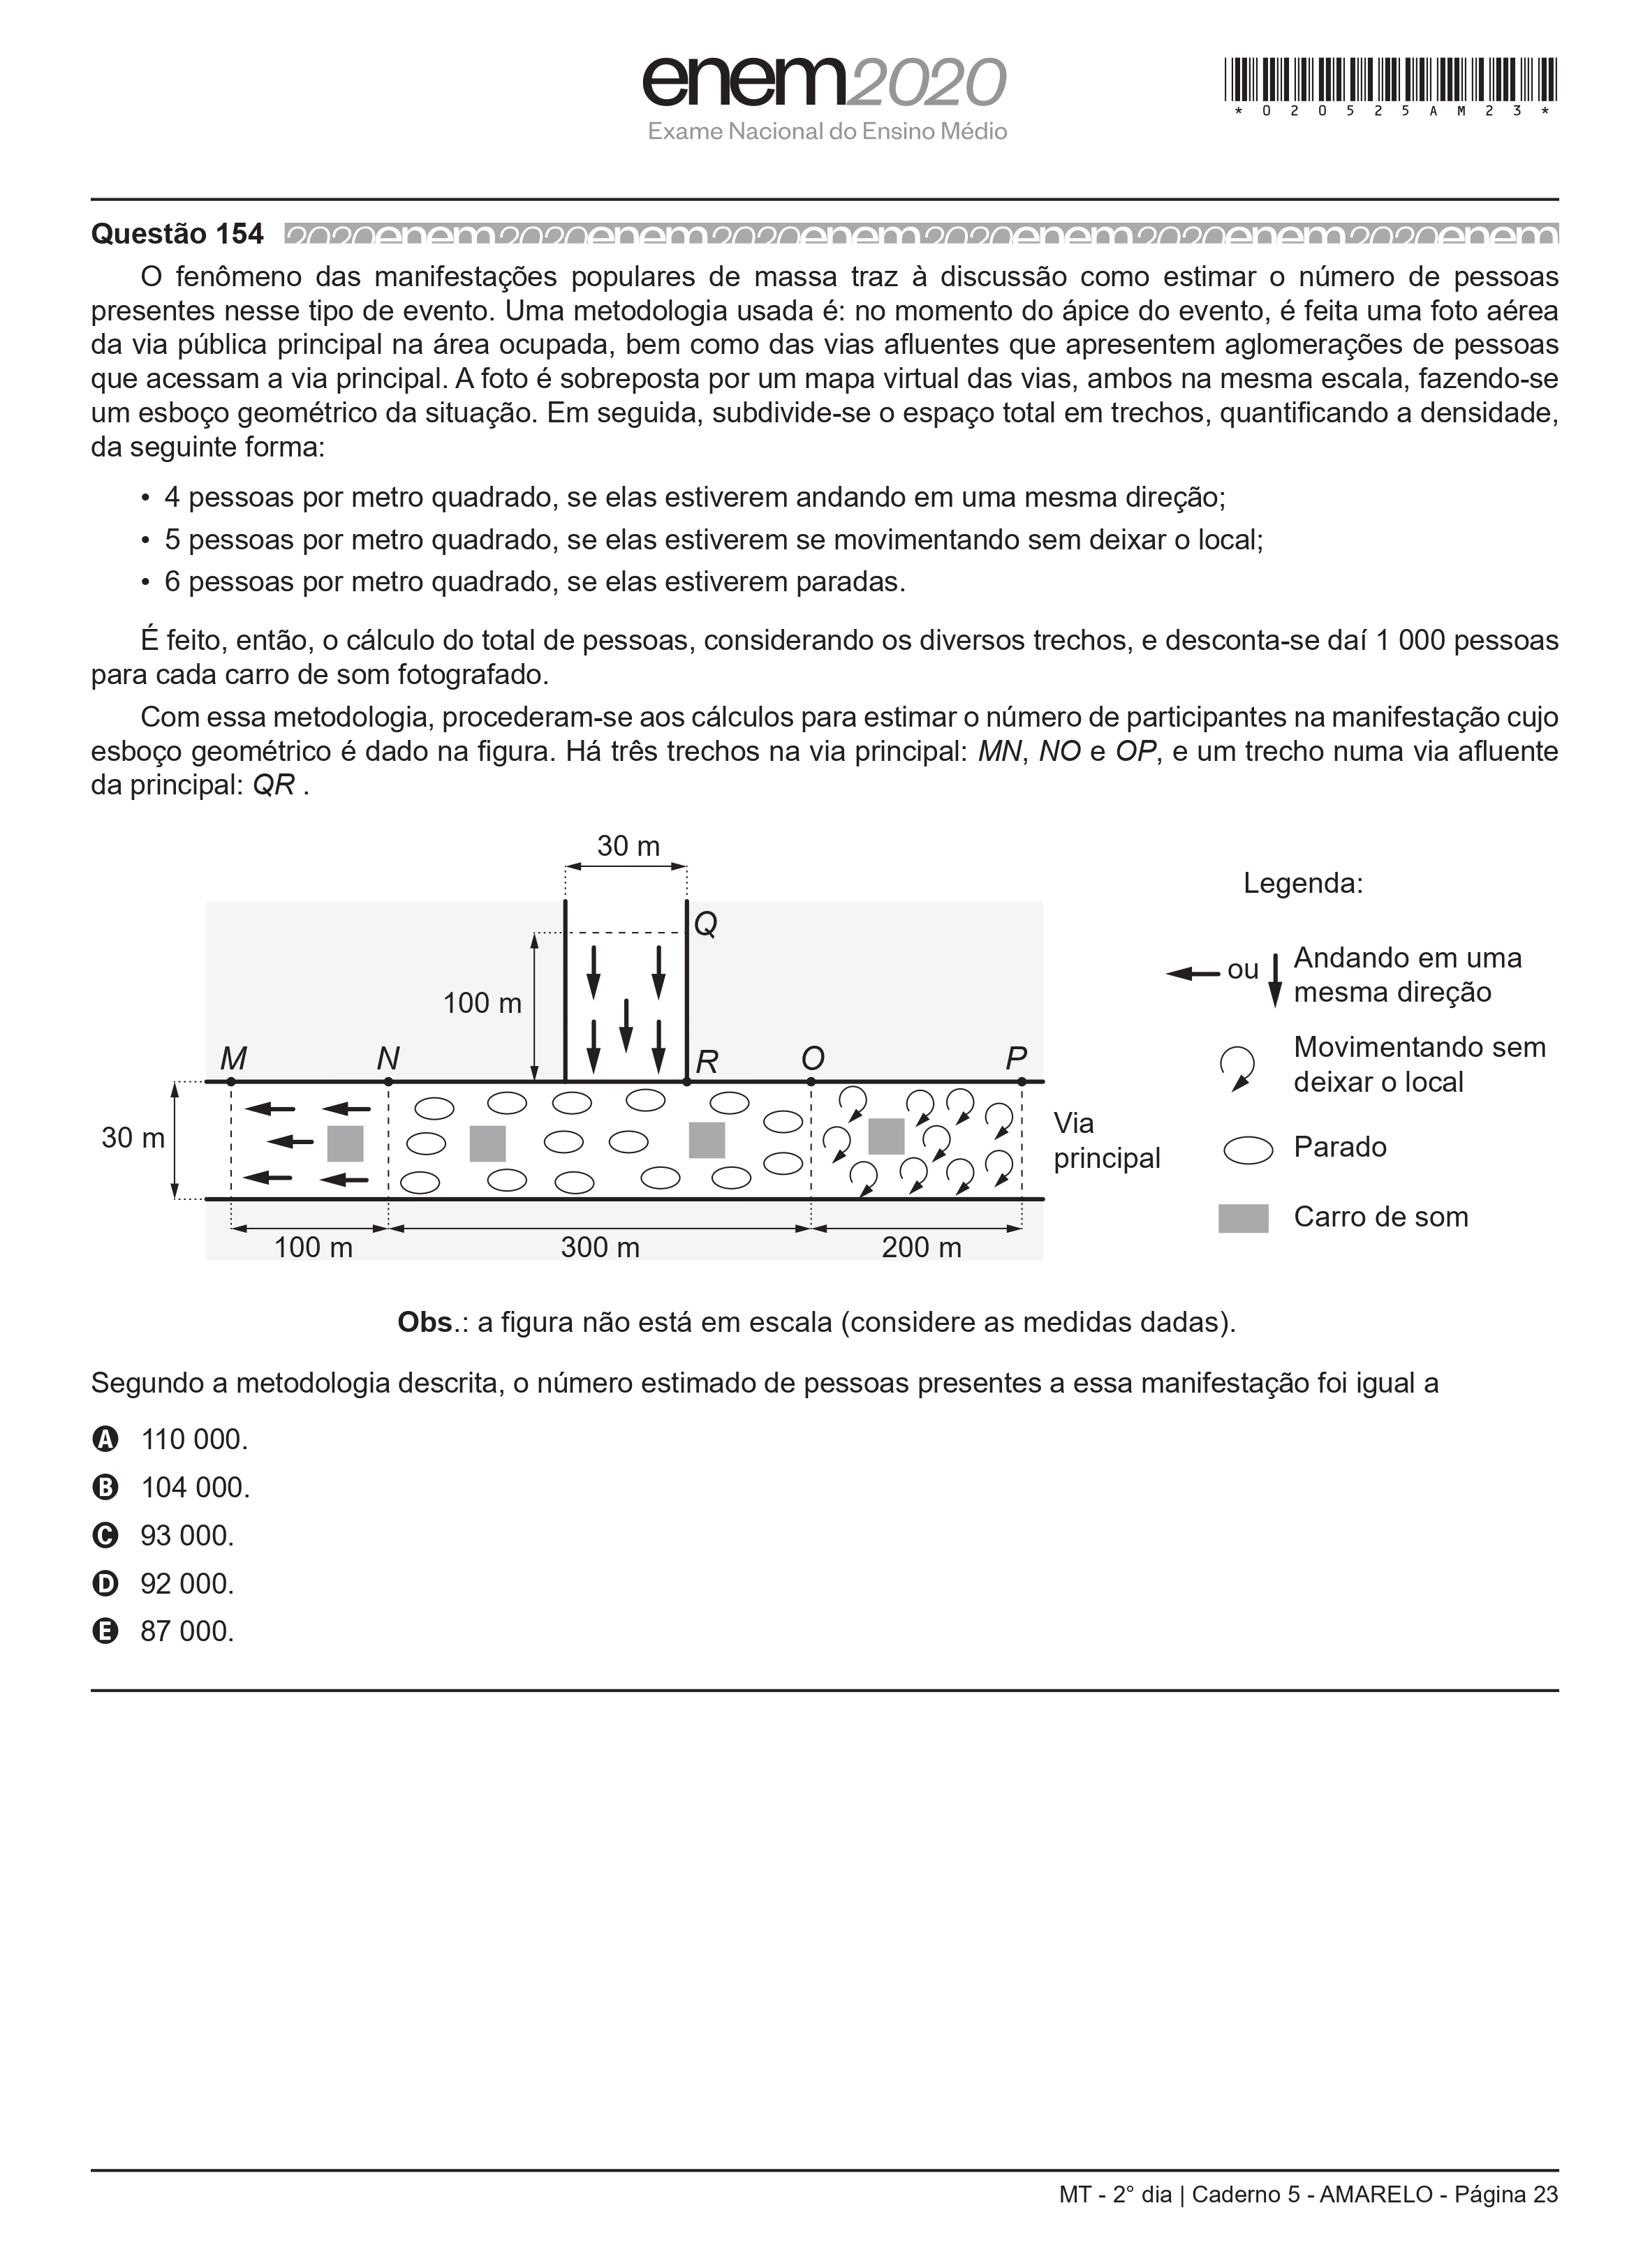 enem2020
Exame Nacional do Ensino Médio
*020525AM23*
Questão 154 2020enem2020enem2020enem2020enem2020enem2020enem
O fenômeno das manifestações populares de massa traz à discussão como estimar o número de pessoas
presentes nesse tipo de evento. Uma metodologia usada é: no momento do ápice do evento, é feita uma foto aérea
da via pública principal na área ocupada, bem como das vias afluentes que apresentem aglomerações de pessoas
que acessam a via principal. A foto é sobreposta por um mapa virtual das vias, ambos na mesma escala, fazendo-se
um esboço geométrico da situação. Em seguida, subdivide-se o espaço total em trechos, quantificando a densidade,
da seguinte forma:
• 4 pessoas por metro quadrado, se elas estiverem andando em uma mesma direção;
• 5 pessoas por metro quadrado, se elas estiverem se movimentando sem deixar o local;
• 6 pessoas por metro quadrado, se elas estiverem paradas.
É feito, então, o cálculo do total de pessoas, considerando os diversos trechos, e desconta-se daí 1 000 pessoas
para cada carro de som fotografado.
Com essa metodologia, procederam-se aos cálculos para estimar o número de participantes na manifestação cujo
esboço geométrico é dado na figura. Há três trechos na via principal: MN, NO e OP, e um trecho numa via afluente
da principal: QR .
30 m
Legenda:
Q
100 m
ou
Andando em uma
mesma direção
M N R O P
Movimentando sem
deixar o local
30 m
Via
principal
Parado
Carro de som
100 m 300 m 200 m
Obs.: a figura não está em escala (considere as medidas dadas).
Segundo a metodologia descrita, o número estimado de pessoas presentes a essa manifestação foi igual a
A 110 000.
B 104 000.
C 93 000.
D 92 000.
E 87 000.
MT - 2° dia | Caderno 5 - AMARELO - Página 23